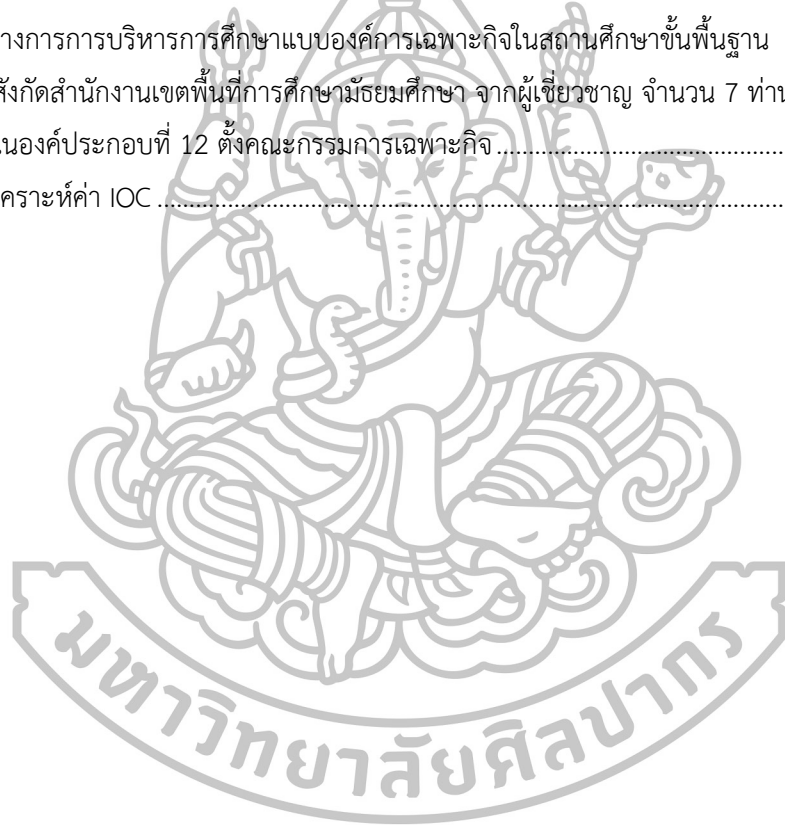 างการการบริหารการศึกษาแบบองค์การเฉพาะกิจในสถานศึกษาขั้นพื้นฐาน
สังกัดสำนักงานเขตพื้นที่การศึกษามัธยมศึกษา จากผู้เชี่ยวชาญ จำนวน 7 ท่าน
นองค์ประกอบที่ 12 ตั้งคณะกรรมการเฉพาะกิจ
คราะห์ค่า IOC
มหาวิทยาลัยศิลปากร